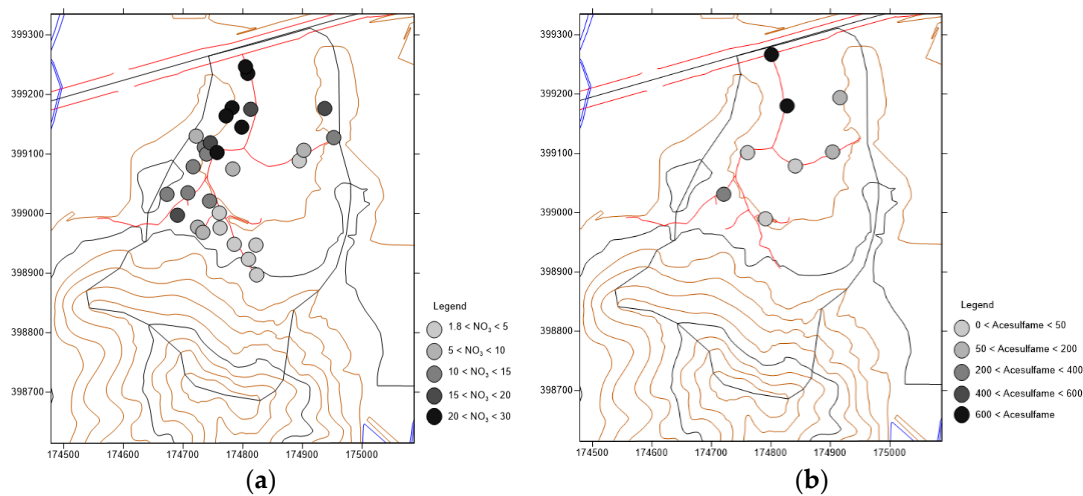 399300
399200
399100
399000
398900
398800
398700
174500 174600 174700 174800 174900 175000
Legend
1.8 < NO₃ < 5
5 < NO₃ < 10
10 < NO₃ < 15
15 < NO₃ < 20
20 < NO₃ < 30
(a)
399300
399200
399100
399000
398900
398800
398700
174500 174600 174700 174800 174900 175000
Legend
0 < Acesulfame < 50
50 < Acesulfame < 200
200 < Acesulfame < 400
400 < Acesulfame < 600
600 < Acesulfame
(b)